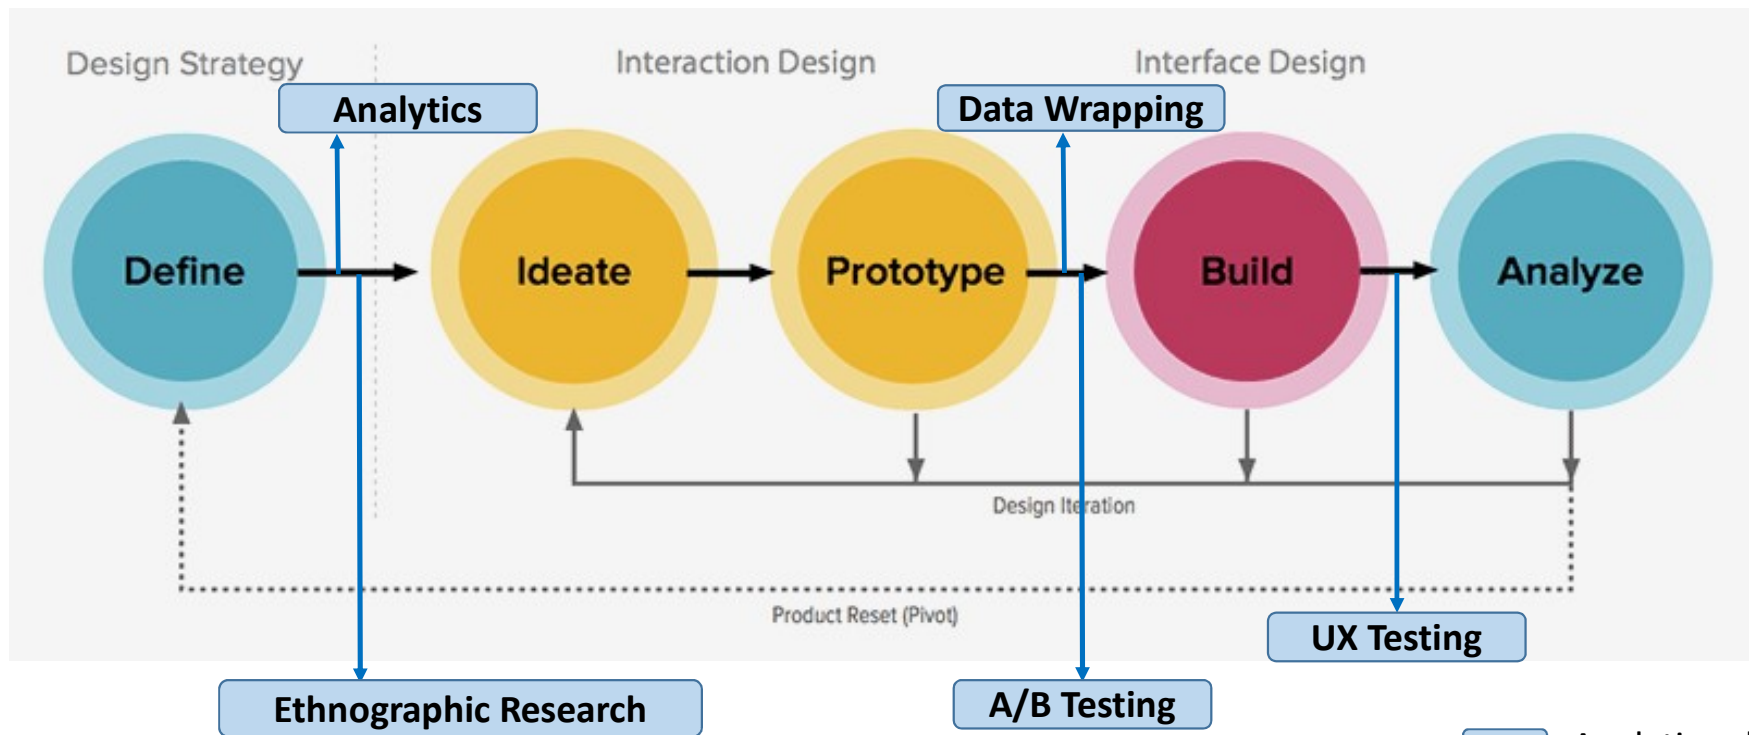 Design Strategy
Interaction Design
Interface Design
Analytics
Data Wrapping
Define
Ideate
Prototype
Build
Analyze
Design Iteration
Product Reset (Pivot)
UX Testing
Ethnographic Research
A/B Testing